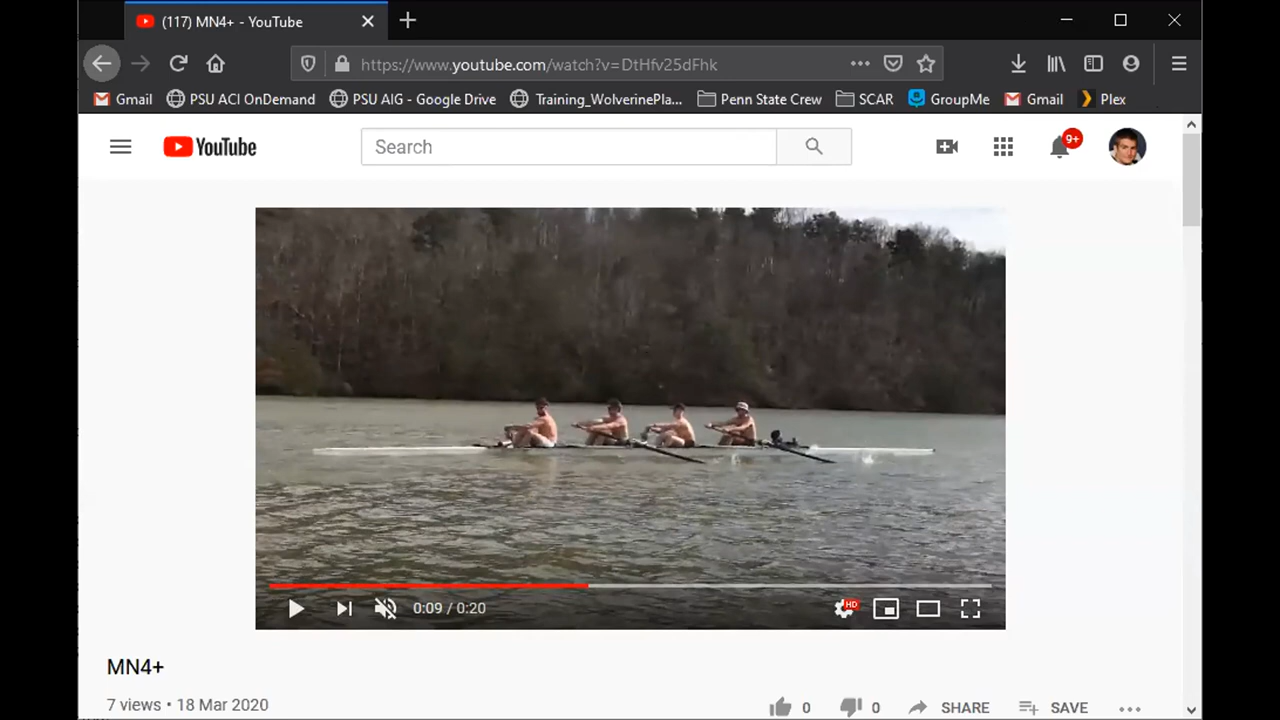 (117) MN4+ - YouTube
https://www.youtube.com/watch?v=DtHfv25dFhk
Gmail PSU ACI OnDemand PSU AIG - Google Drive Training_WolverinePla... Penn State Crew SCAR GroupMe Gmail Plex
YouTube Search 9+
0:09 / 0:20 HD
MN4+
7 views • 18 Mar 2020 0 0 SHARE SAVE